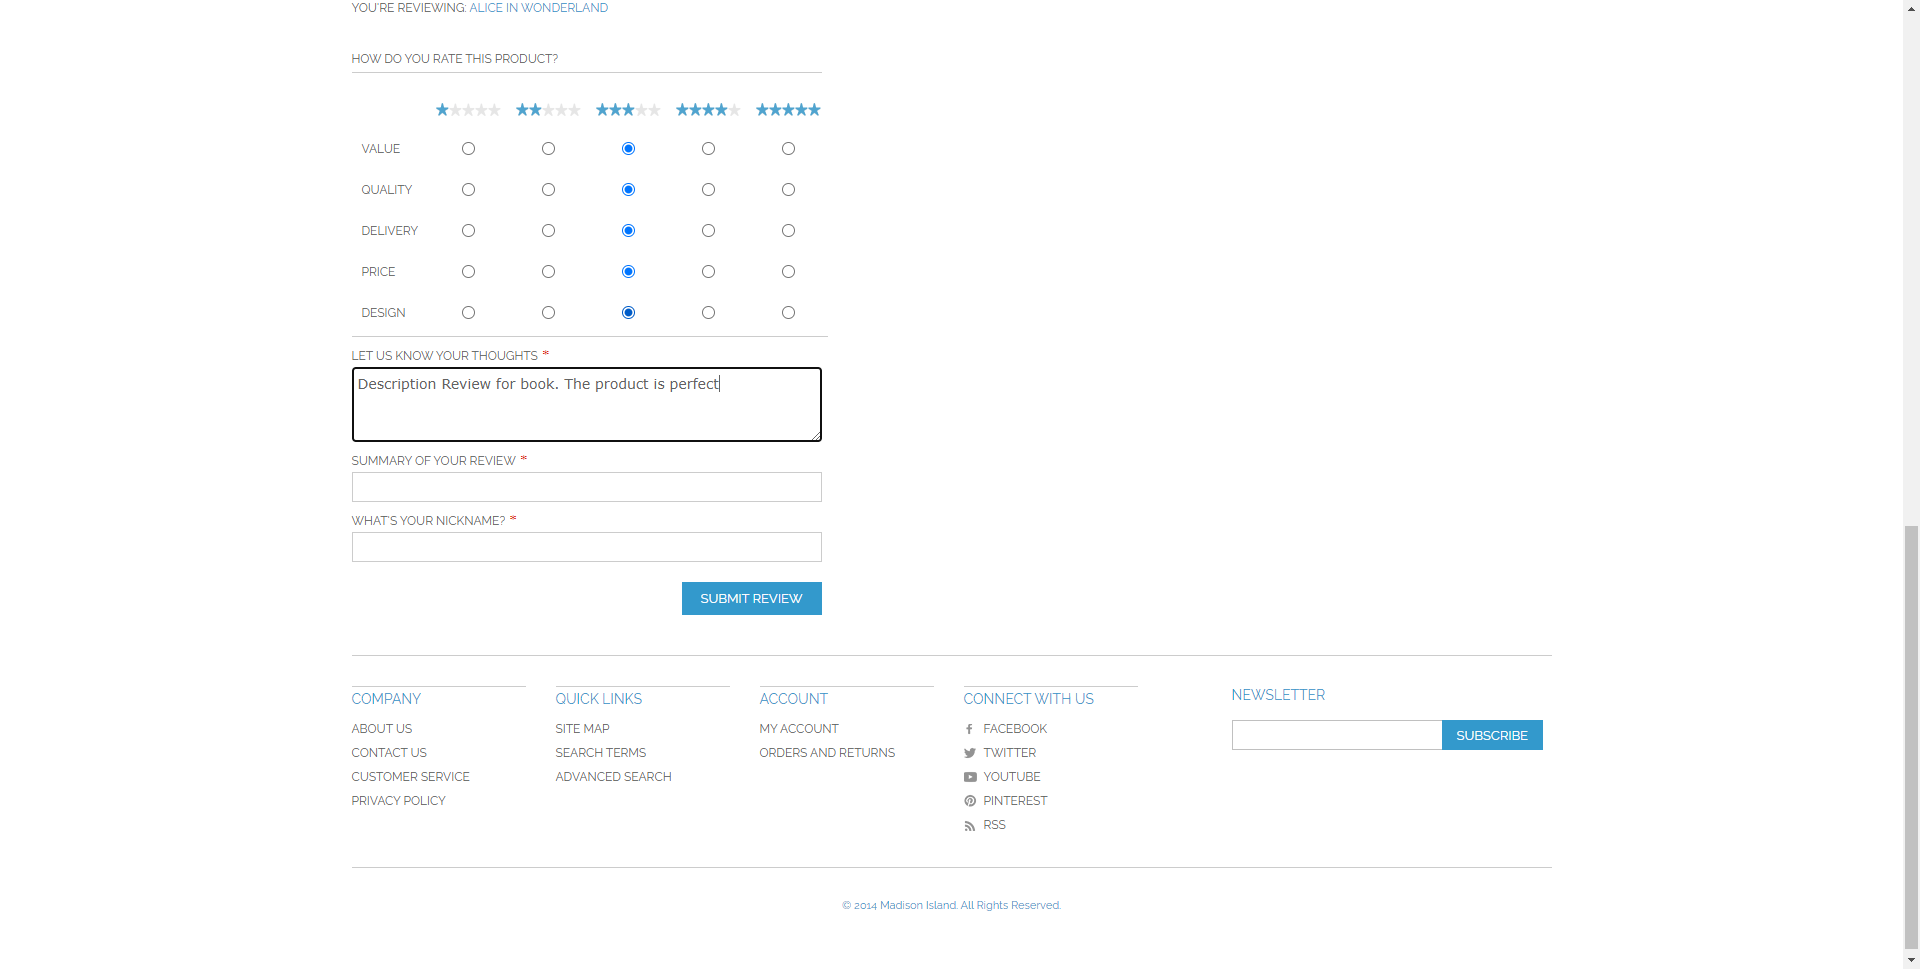 YOU'RE REVIEWING: ALICE IN WONDERLAND
HOW DO YOU RATE THIS PRODUCT?
VALUE
QUALITY
DELIVERY
PRICE
DESIGN
LET US KNOW YOUR THOUGHTS *
Description Review for book. The product is perfect
SUMMARY OF YOUR REVIEW *
WHAT'S YOUR NICKNAME? *
SUBMIT REVIEW
COMPANY
ABOUT US
CONTACT US
CUSTOMER SERVICE
PRIVACY POLICY
QUICK LINKS
SITE MAP
SEARCH TERMS
ADVANCED SEARCH
ACCOUNT
MY ACCOUNT
ORDERS AND RETURNS
CONNECT WITH US
FACEBOOK
TWITTER
YOUTUBE
PINTEREST
RSS
NEWSLETTER
SUBSCRIBE
© 2014 Madison Island. All Rights Reserved.